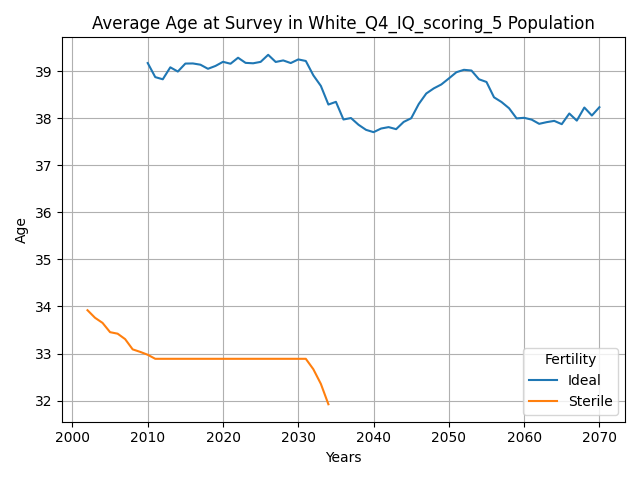 Average Age at Survey in White_Q4_IQ_scoring_5 Population
Age
39
38
37
36
35
34
33
32
2000
2010
2020
2030
2040
2050
2060
2070
Years
Fertility
Ideal
Sterile